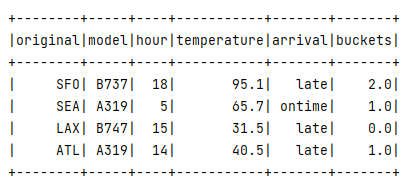 +--------+-----+----+-----------+-------+-------+
|original|model|hour|temperature|arrival|buckets|
+--------+-----+----+-----------+-------+-------+
|     SFO| B737|  18|       95.1|   late|    2.0|
|     SEA| A319|   5|       65.7| ontime|    1.0|
|     LAX| B747|  15|       31.5|   late|    0.0|
|     ATL| A319|  14|       40.5|   late|    1.0|
+--------+-----+----+-----------+-------+-------+